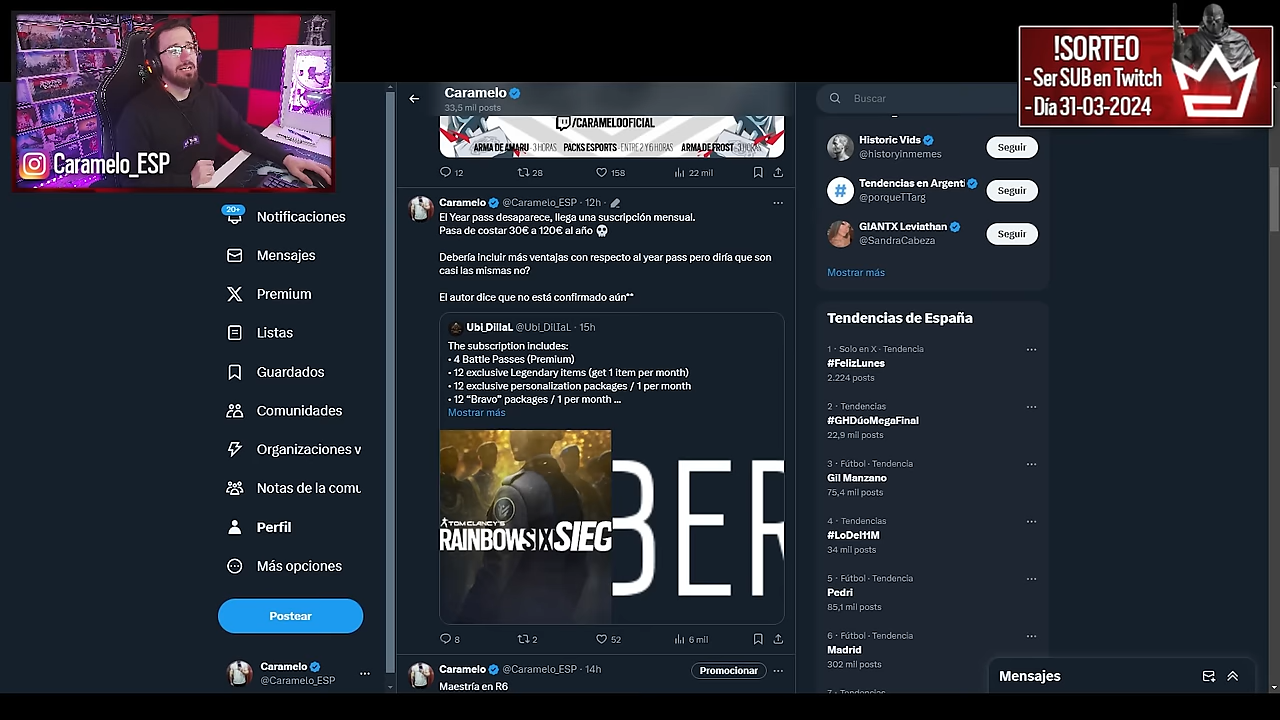 Caramelo_ESP
!SORTEO
- Ser SUB en Twitch
- Día 31-03-2024
20+
Notificaciones
Mensajes
Premium
Listas
Guardados
Comunidades
Organizaciones v
Notas de la comu
Perfil
Más opciones
Postear
Caramelo
@Caramelo_ESP
Caramelo
33,5 mil posts
/CARAMELOOFICIAL
ARMA DE AMARU · 3 HORAS
PACKS ESPORTS · ENTRE 2 Y 6 HORAS
ARMA DE FROST
12
28
158
22 mil
Caramelo @Caramelo_ESP · 12h ·
El Year pass desaparece, llega una suscripción mensual.
Pasa de costar 30€ a 120€ al año 💀
Debería incluir más ventajas con respecto al year pass pero diría que son
casi las mismas no?
El autor dice que no está confirmado aún**
Ubi_DillaL @Ubi_DilTaL · 15h
The subscription includes:
• 4 Battle Passes (Premium)
• 12 exclusive Legendary items (get 1 item per month)
• 12 exclusive personalization packages / 1 per month
• 12 “Bravo” packages / 1 per month ...
Mostrar más
TOM CLANCY'S
RAINBOWSIX SIEG
BER
8
2
52
6 mil
Caramelo @Caramelo_ESP · 14h
Promocionar
Maestría en R6
Buscar
Historic Vids
@historyinmemes
Seguir
Tendencias en Argenti
@porqueTTarg
Seguir
GIANTX Leviathan
@SandraCabeza
Seguir
Mostrar más
Tendencias de España
1 · Solo en X · Tendencia
#FelizLunes
2.224 posts
2 · Tendencias
#GHDúoMegaFinal
22,9 mil posts
3 · Fútbol · Tendencia
Gil Manzano
75,4 mil posts
4 · Tendencias
#LoDel11M
34 mil posts
5 · Fútbol · Tendencia
Pedri
85,1 mil posts
6 · Fútbol · Tendencia
Madrid
302 mil posts
Mensajes